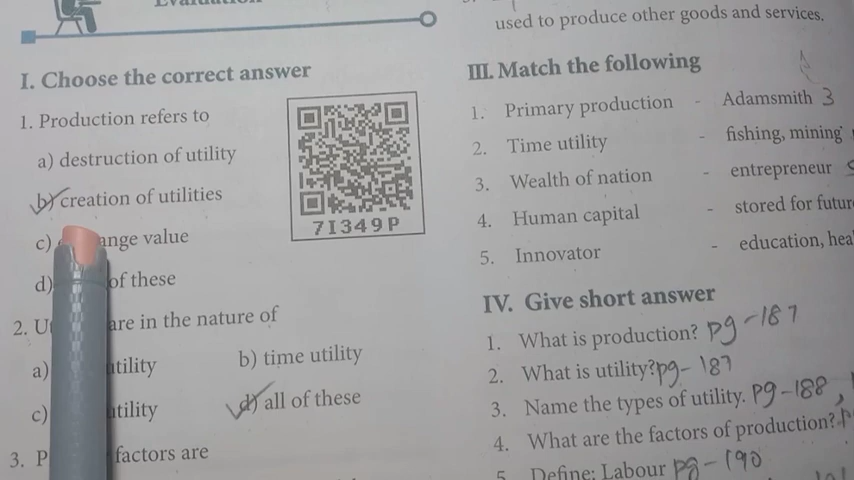 Evaluation
I. Choose the correct answer
1. Production refers to
a) destruction of utility
b) creation of utilities
c) ange value
d) of these
2. U are in the nature of
a) utility
b) time utility
c) utility
d) all of these
3. P factors are
7I349P
used to produce other goods and services.
III. Match the following
1. Primary production - Adamsmith 3
2. Time utility - fishing, mining
3. Wealth of nation - entrepreneur
4. Human capital - stored for future
5. Innovator - education, hea
IV. Give short answer
1. What is production? pg-187
2. What is utility? pg-187
3. Name the types of utility. pg-188,
4. What are the factors of production?
5. Define: Labour pg-190